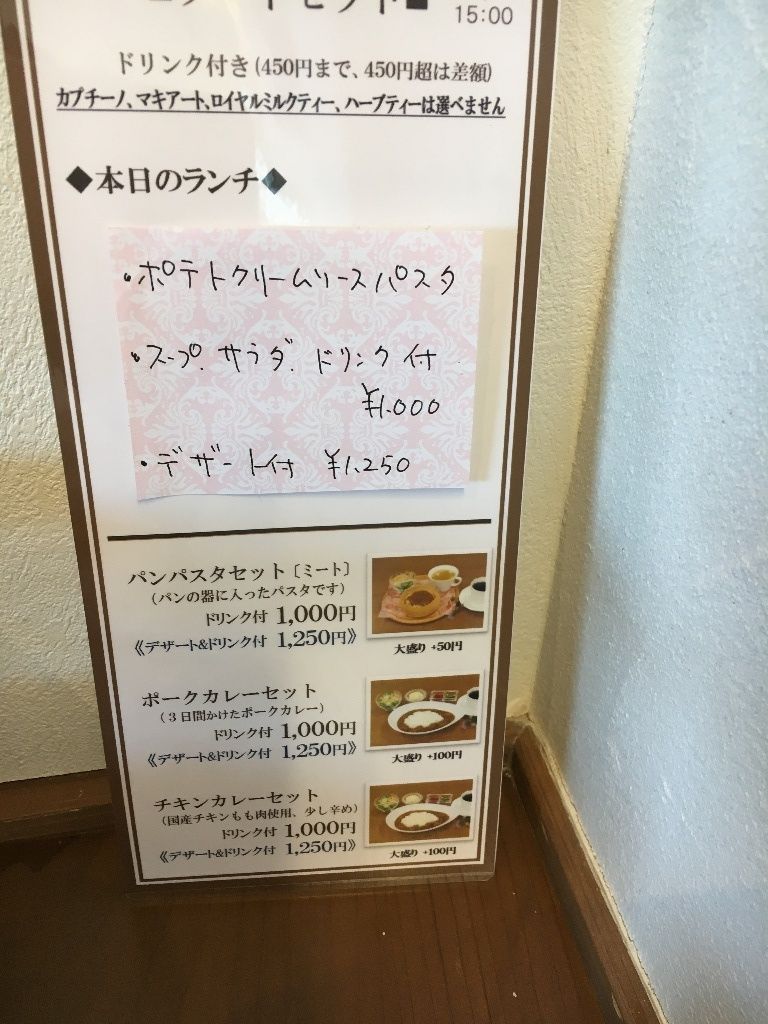 15:00
ドリンク付き(450円まで、450円超は差額)
カプチーノ、マキアート、ロイヤルミルクティー、ハーブティーは選べません
◆本日のランチ◆
・ポテトクリームソースパスタ
・スープ、サラダ、ドリンク付
¥1.000
・デザート付 ¥1.250
パンパスタセット〔ミート〕
(パンの器に入ったパスタです)
ドリンク付 1,000円
《デザート&ドリンク付 1,250円》
大盛り +50円
ポークカレーセット
(3日間かけたポークカレー)
ドリンク付 1,000円
《デザート&ドリンク付 1,250円》
大盛り +100円
チキンカレーセット
(国産チキンもも肉使用、少し辛め)
ドリンク付 1,000円
《デザート&ドリンク付 1,250円》
大盛り +100円